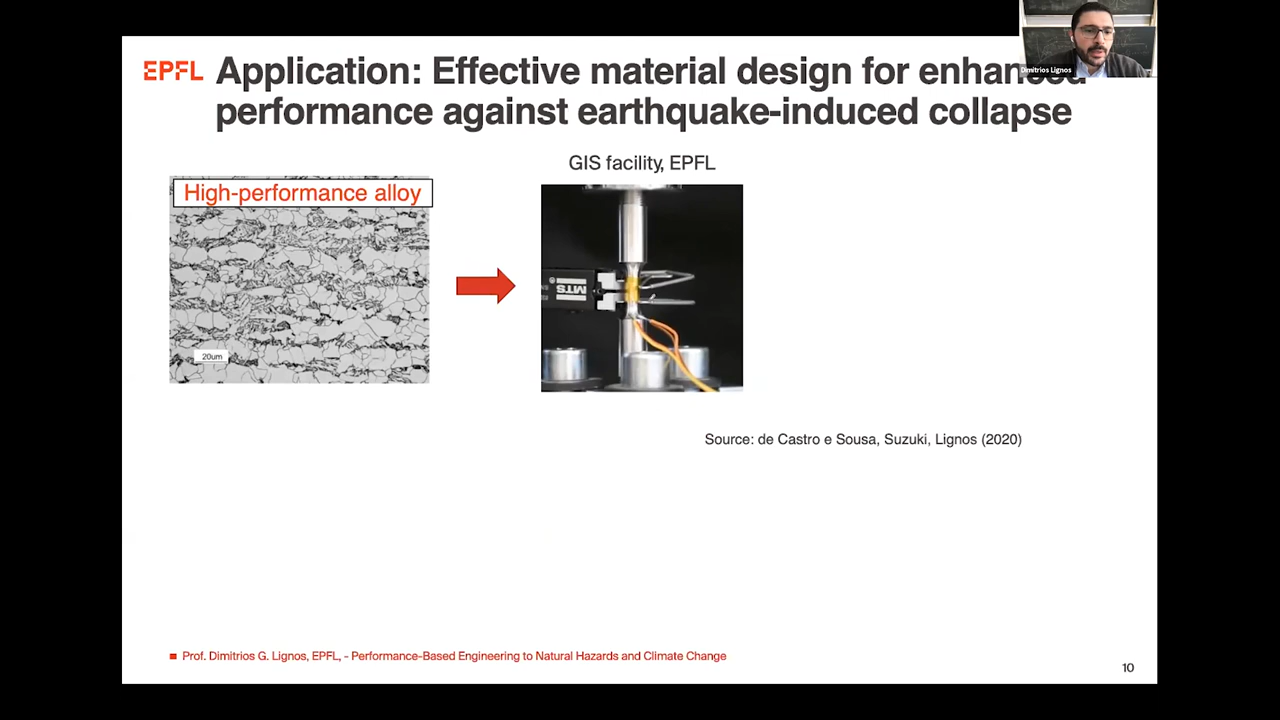 Dimitrios Lignos
EPFL
Application: Effective material design for enhanced
performance against earthquake-induced collapse
GIS facility, EPFL
High-performance alloy
MTS
20um
Source: de Castro e Sousa, Suzuki, Lignos (2020)
Prof. Dimitrios G. Lignos, EPFL, - Performance-Based Engineering to Natural Hazards and Climate Change
10